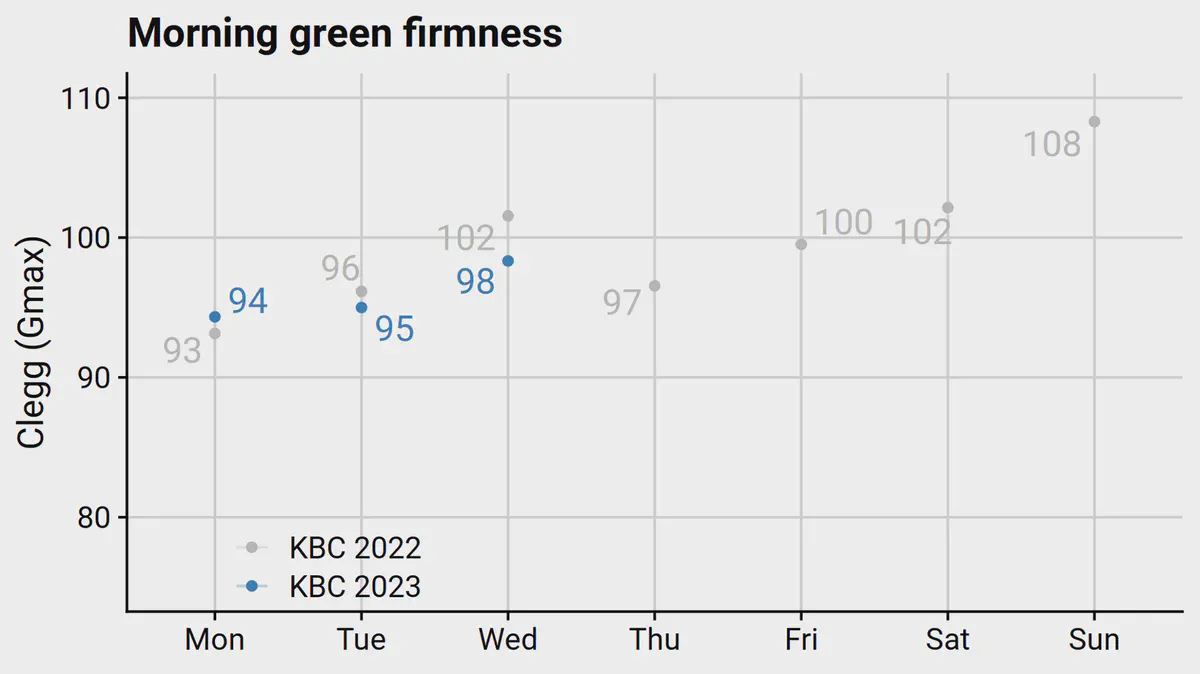 Morning green firmness
Clegg (Gmax)
110
100
90
80
93
94
96
95
102
98
97
100
102
108
KBC 2022
KBC 2023
Mon Tue Wed Thu Fri Sat Sun